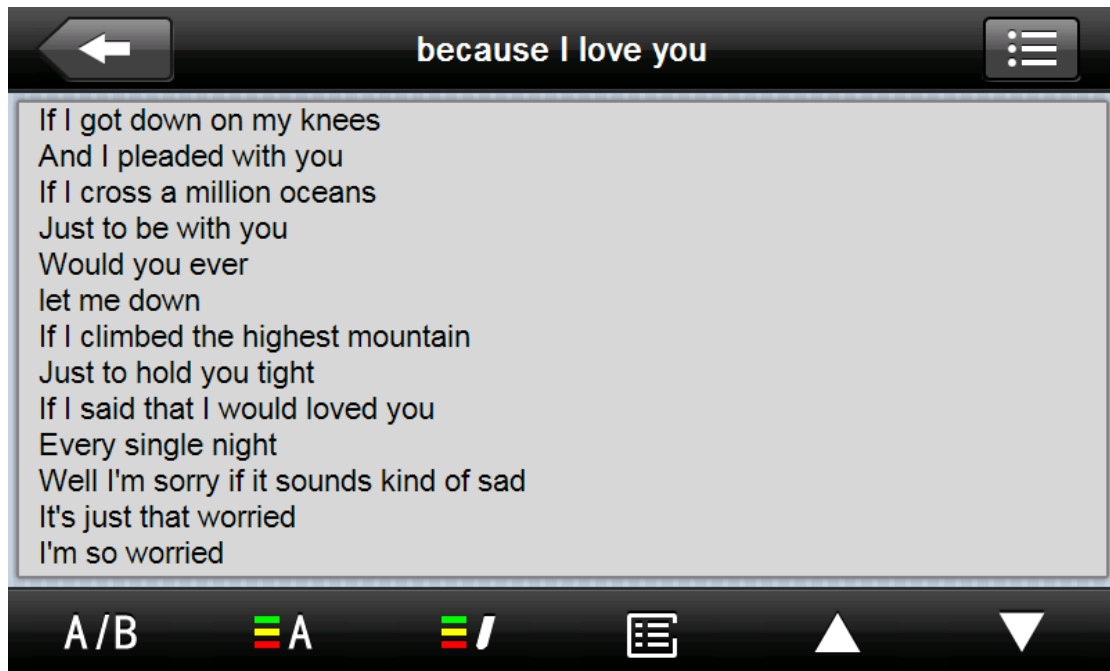 because I love you
If I got down on my knees
And I pleaded with you
If I cross a million oceans
Just to be with you
Would you ever
let me down
If I climbed the highest mountain
Just to hold you tight
If I said that I would loved you
Every single night
Well I'm sorry if it sounds kind of sad
It's just that worried
I'm so worried
A/B A